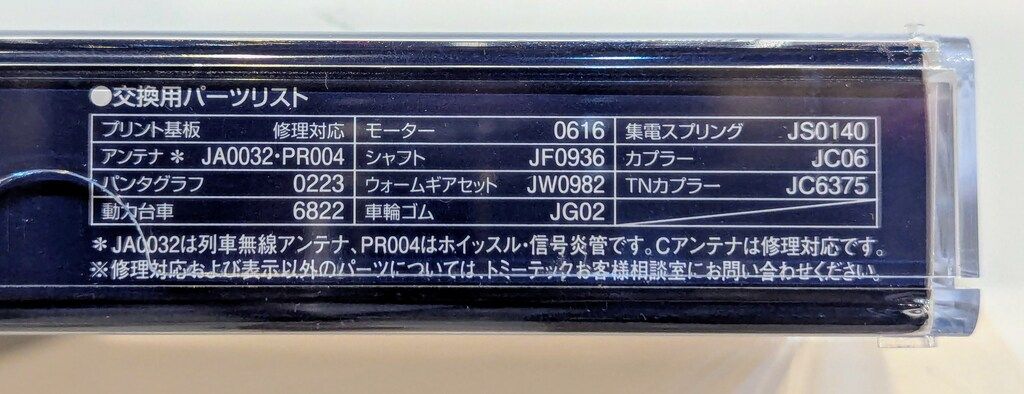 ●交換用パーツリスト
プリント基板 修理対応 モーター 0616 集電スプリング JS0140
アンテナ＊ JA0032・PR004 シャフト JF0936 カプラー JC06
パンタグラフ 0223 ウォームギアセット JW0982 TNカプラー JC6375
動力台車 6822 車輪ゴム JG02
＊JA0032は列車無線アンテナ、PR004はホイッスル・信号炎管です。Cアンテナは修理対応です。
※修理対応および表示以外のパーツについては、トミーテックお客様相談室にお問い合わせください。